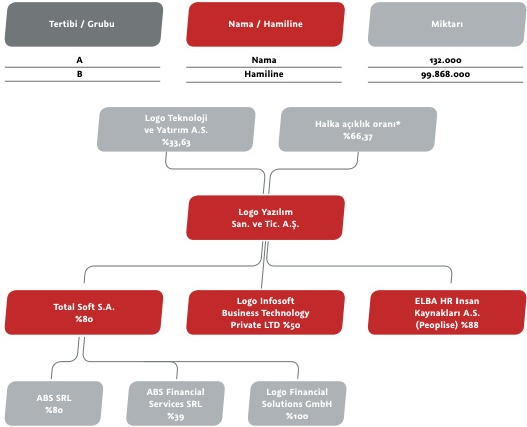 Tertibi / Grubu
Nama / Hamiline
Miktarı
A
Nama
132.000
B
Hamiline
99.868.000
Logo Teknoloji
ve Yatırım A.S.
%33,63
Halka açıklık oranı*
%66,37
Logo Yazılım
San. ve Tic. A.Ş.
Total Soft S.A.
%80
Logo Infosoft
Business Technology
Private LTD %50
ELBA HR Insan
Kaynakları A.S.
(Peoplise) %88
ABS SRL
%80
ABS Financial
Services SRL
%39
Logo Financial
Solutions GmbH
%100